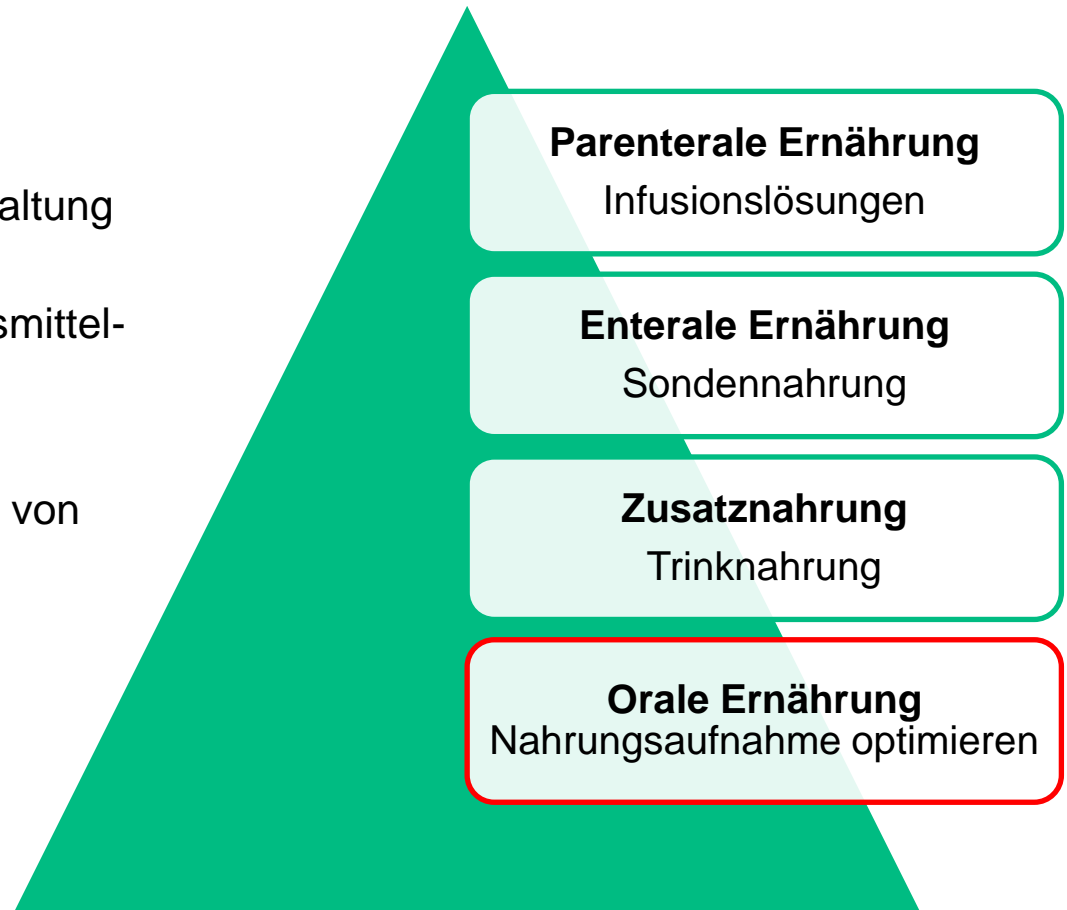 Parenterale Ernährung
altung
Infusionslösungen
smittel-
Enterale Ernährung
Sondennahrung
von
Zusatznahrung
Trinknahrung
Orale Ernährung
Nahrungsaufnahme optimieren